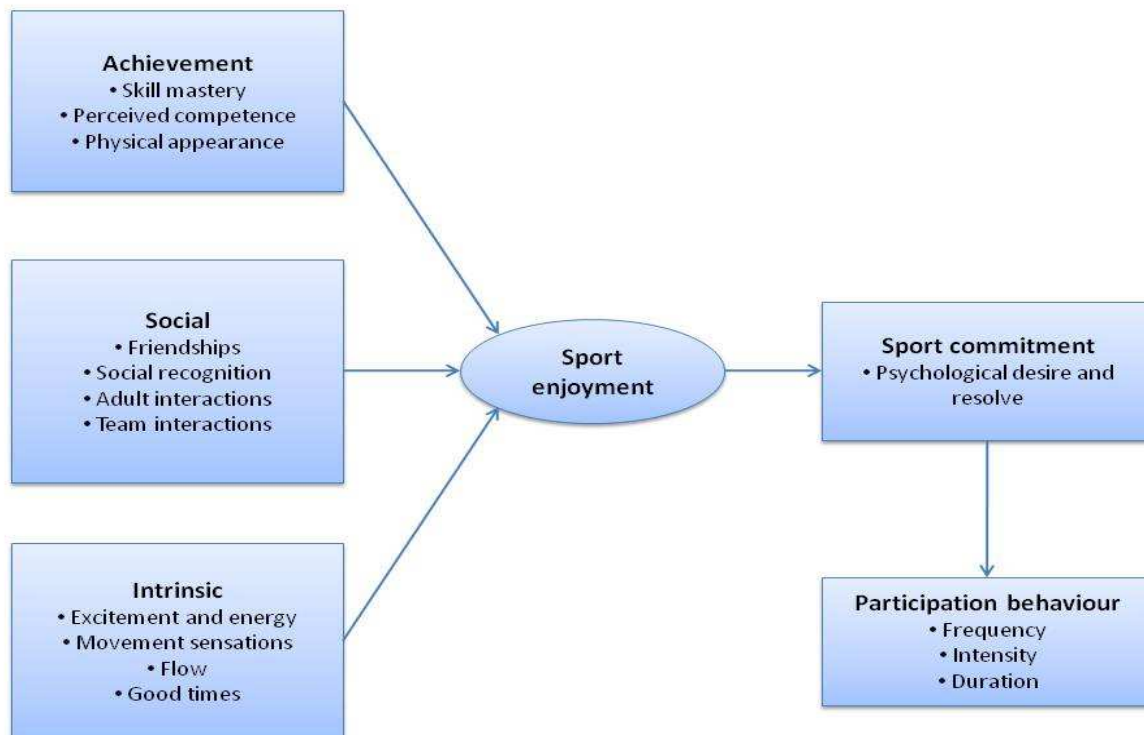 Achievement
• Skill mastery
• Perceived competence
• Physical appearance
Social
• Friendships
• Social recognition
• Adult interactions
• Team interactions
Intrinsic
• Excitement and energy
• Movement sensations
• Flow
• Good times
Sport
enjoyment
Sport commitment
• Psychological desire and
resolve
Participation behaviour
• Frequency
• Intensity
• Duration